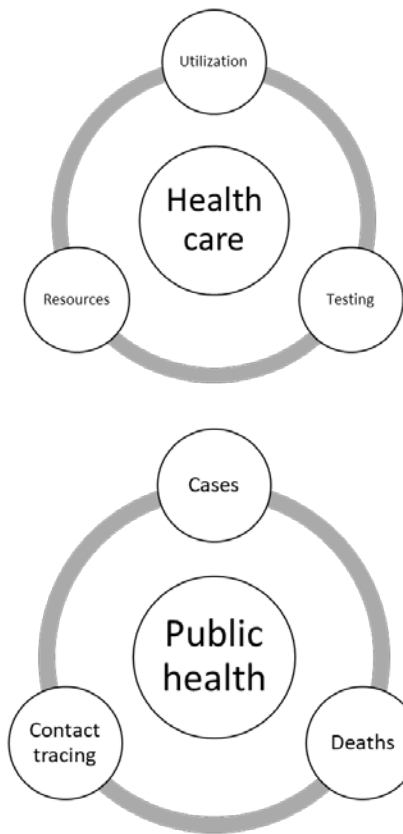 Utilization
Health
care
Resources
Testing
Cases
Public
health
Contact
tracing
Deaths